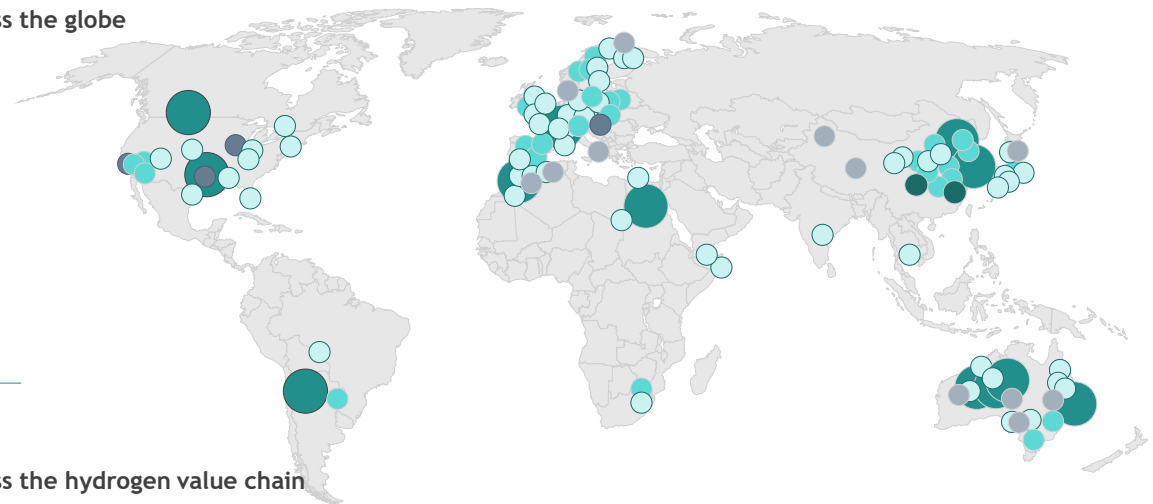 ss the globe
ss the hydrogen value chain